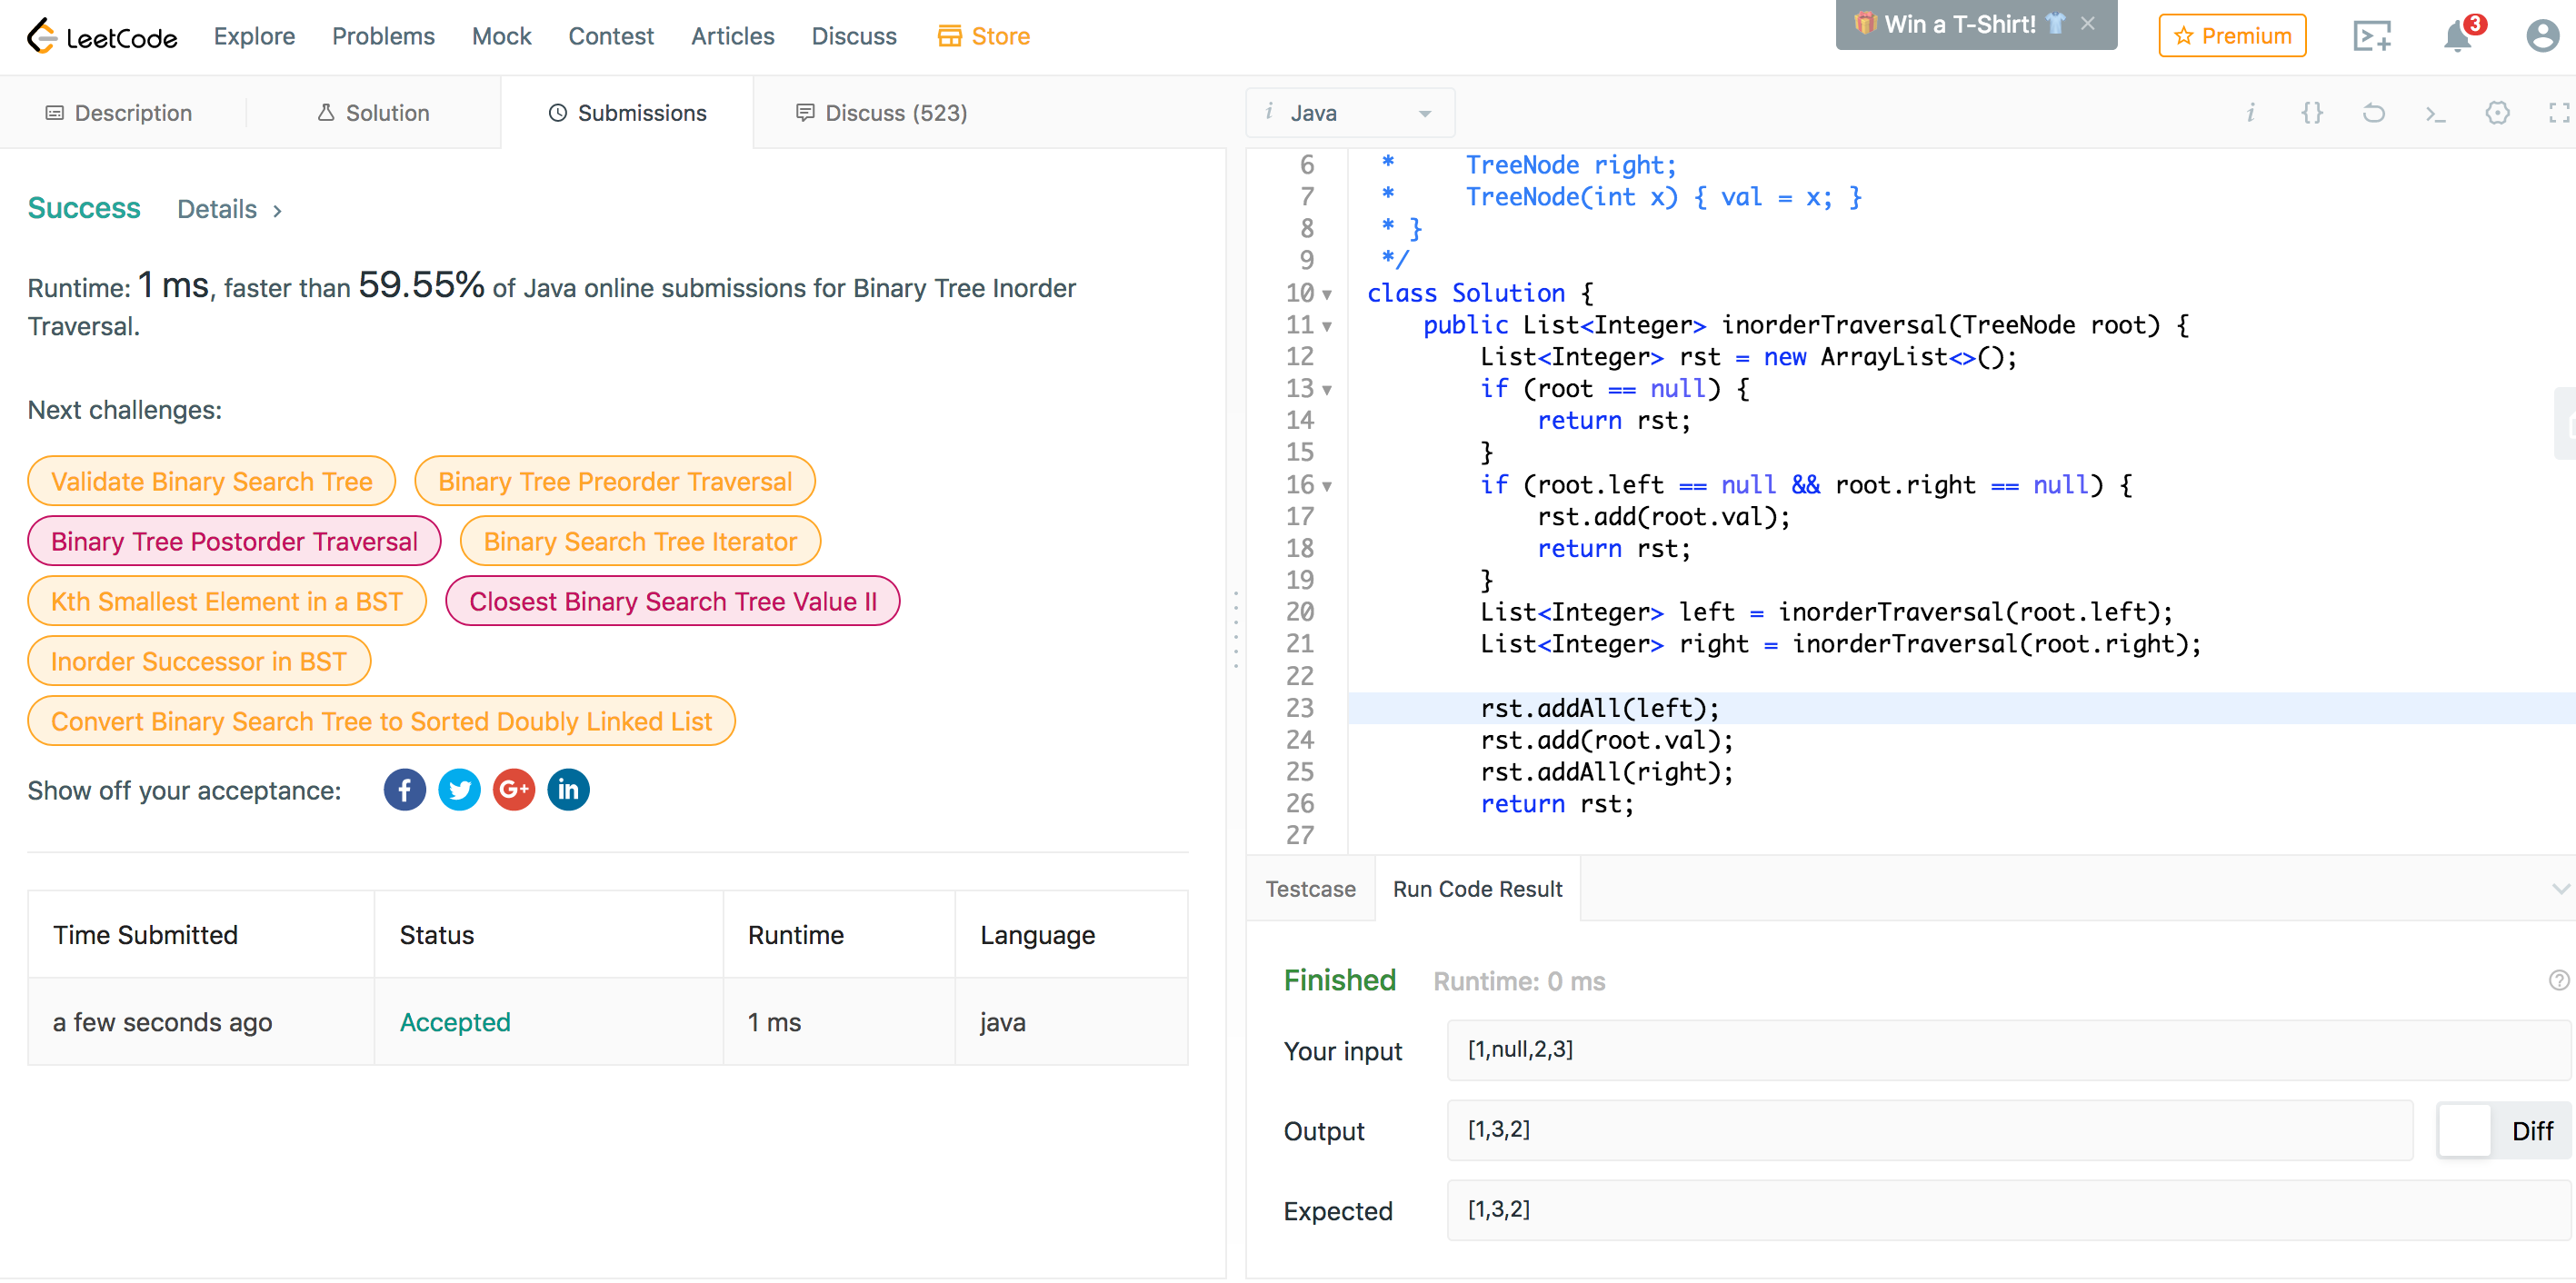 LeetCode Explore Problems Mock Contest Articles Discuss Store Win a T-Shirt! × Premium 3
Description Solution Submissions Discuss (523)
Success Details >
Runtime: 1 ms, faster than 59.55% of Java online submissions for Binary Tree Inorder
Traversal.
Next challenges:
Validate Binary Search Tree Binary Tree Preorder Traversal
Binary Tree Postorder Traversal Binary Search Tree Iterator
Kth Smallest Element in a BST Closest Binary Search Tree Value II
Inorder Successor in BST
Convert Binary Search Tree to Sorted Doubly Linked List
Show off your acceptance: f G+ in
Time Submitted Status Runtime Language
a few seconds ago Accepted 1 ms java
i Java i {} >_
6 *     TreeNode right;
7 *     TreeNode(int x) { val = x; }
8 * }
9 */
10 class Solution {
11     public List<Integer> inorderTraversal(TreeNode root) {
12         List<Integer> rst = new ArrayList<>();
13         if (root == null) {
14             return rst;
15         }
16         if (root.left == null && root.right == null) {
17             rst.add(root.val);
18             return rst;
19         }
20         List<Integer> left = inorderTraversal(root.left);
21         List<Integer> right = inorderTraversal(root.right);
22
23         rst.addAll(left);
24         rst.add(root.val);
25         rst.addAll(right);
26         return rst;
27
Testcase Run Code Result
Finished Runtime: 0 ms ?
Your input [1,null,2,3]
Output [1,3,2] Diff
Expected [1,3,2]